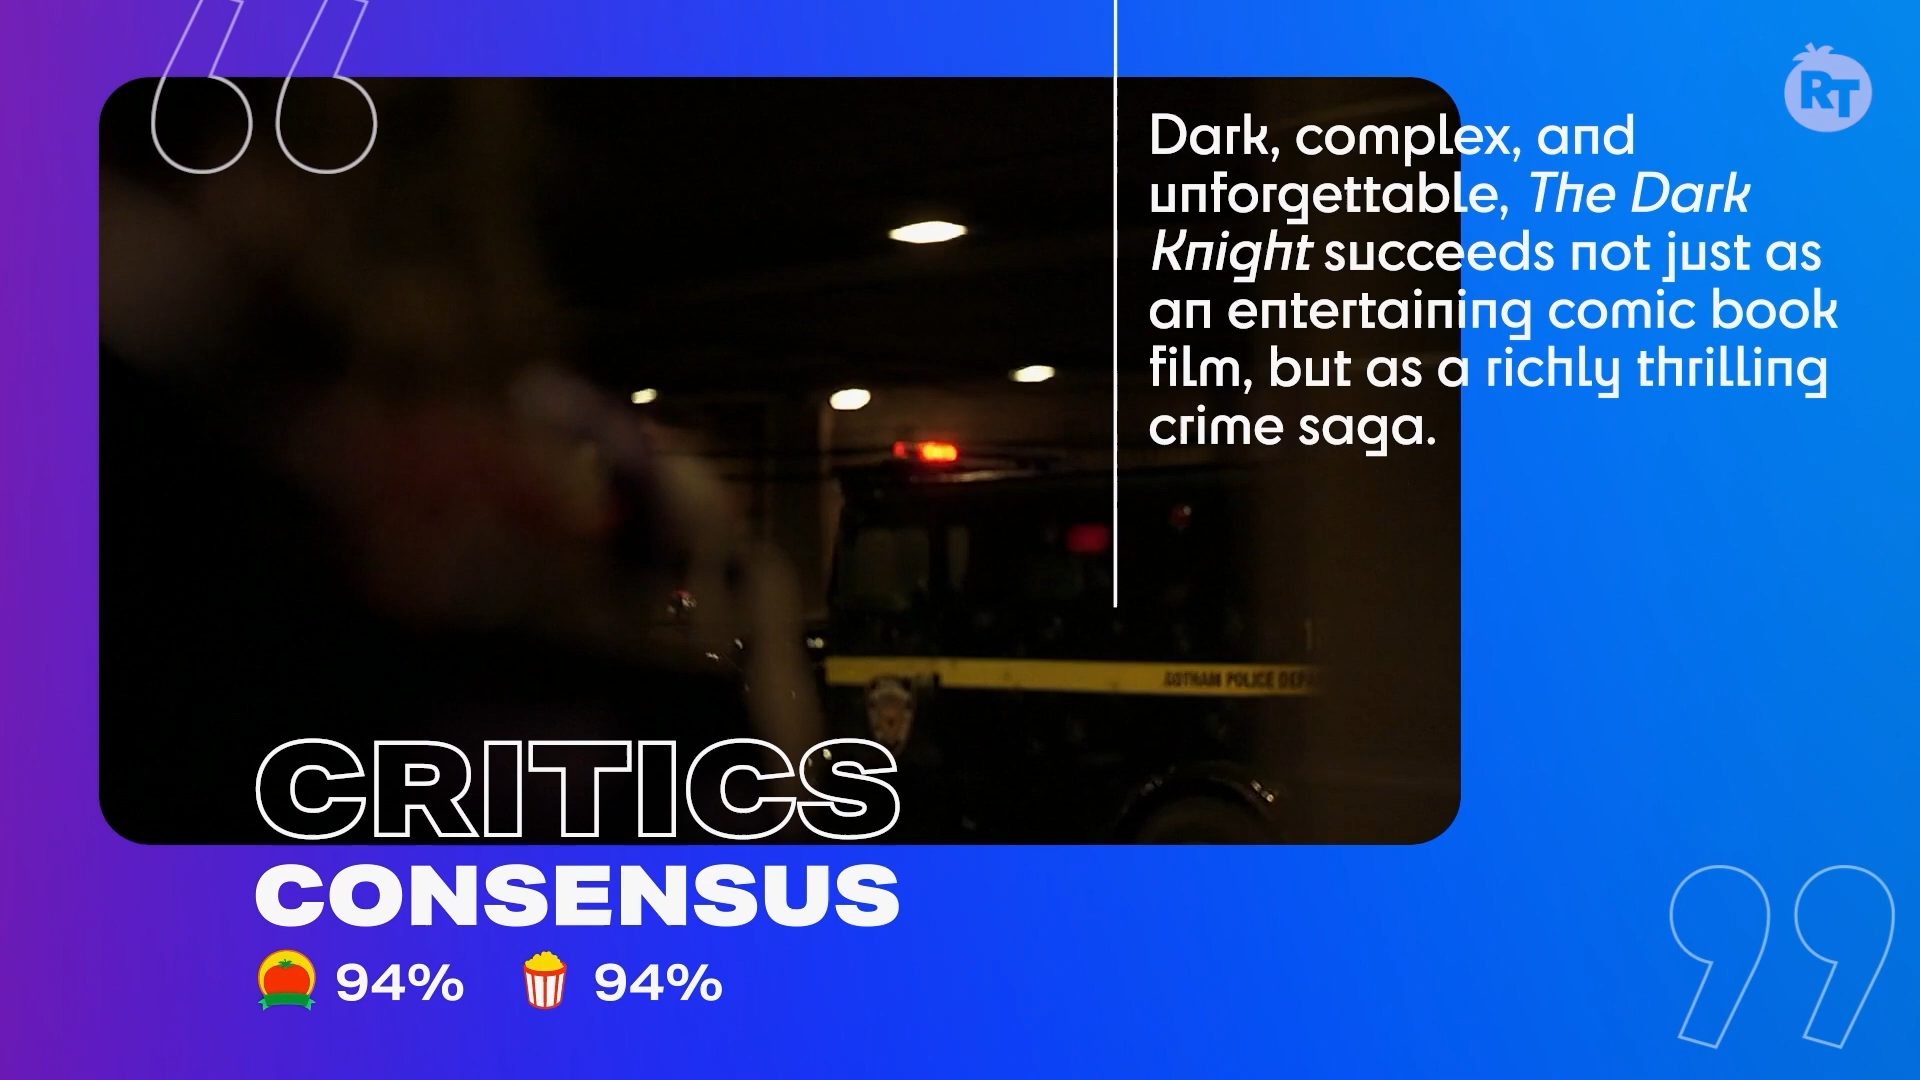 RT
Dark, complex, and
unforgettable, The Dark
Knight succeeds not just as
an entertaining comic book
film, but as a richly thrilling
crime saga.
GOTHAM POLICE
CRITICS
CONSENSUS
94% 94%